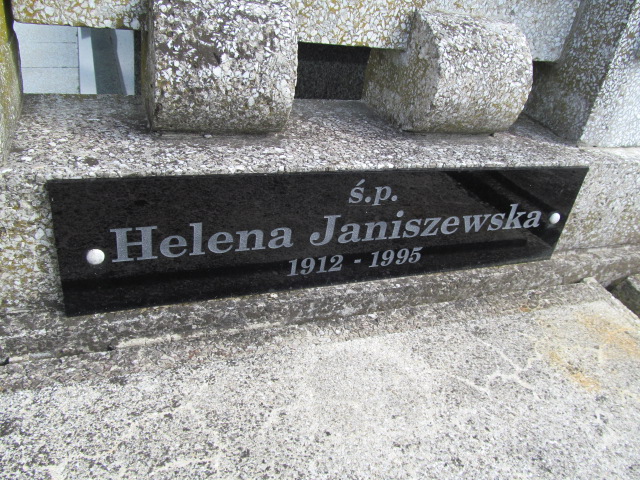 ś.p.
Helena Janiszewska
1912 - 1995